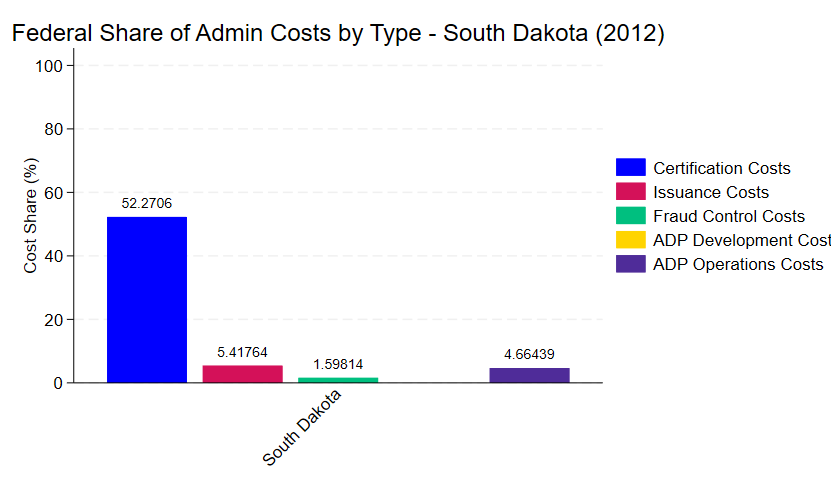 Federal Share of Admin Costs by Type - South Dakota (2012)
100
80
60
40
20
0
Cost Share (%)
52.2706
5.41764
1.59814
4.66439
South Dakota
Certification Costs
Issuance Costs
Fraud Control Costs
ADP Development Cost
ADP Operations Costs